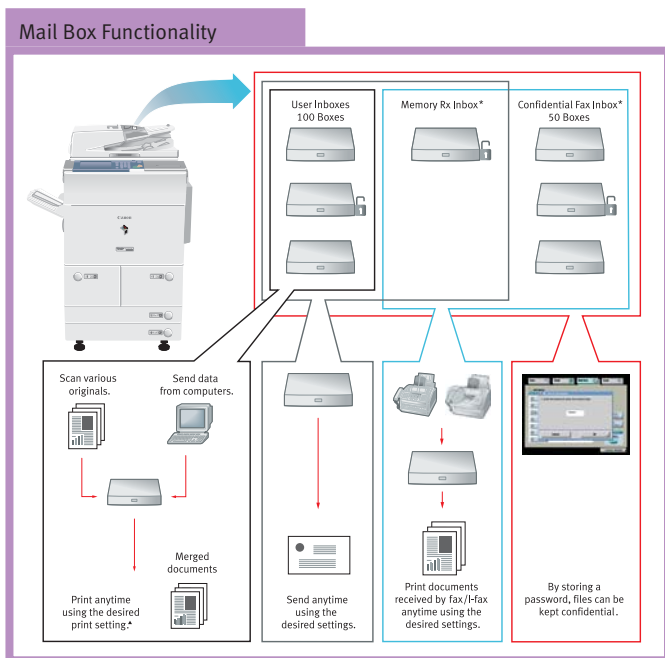 Mail Box Functionality
User Inboxes
100 Boxes
Memory Rx Inbox*
Confidential Fax Inbox*
50 Boxes
Canon
Scan various
originals.
Send data
from computers.
Merged
documents
Print anytime
using the desired
print setting.▲
Send anytime
using the
desired settings.
Print documents
received by fax/I-fax
anytime using the
desired settings.
By storing a
password, files can be
kept confidential.